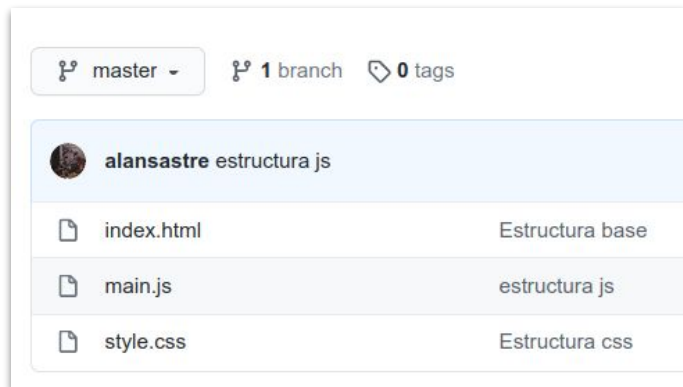 master 1 branch 0 tags
alansastre estructura js
index.html Estructura base
main.js estructura js
style.css Estructura css